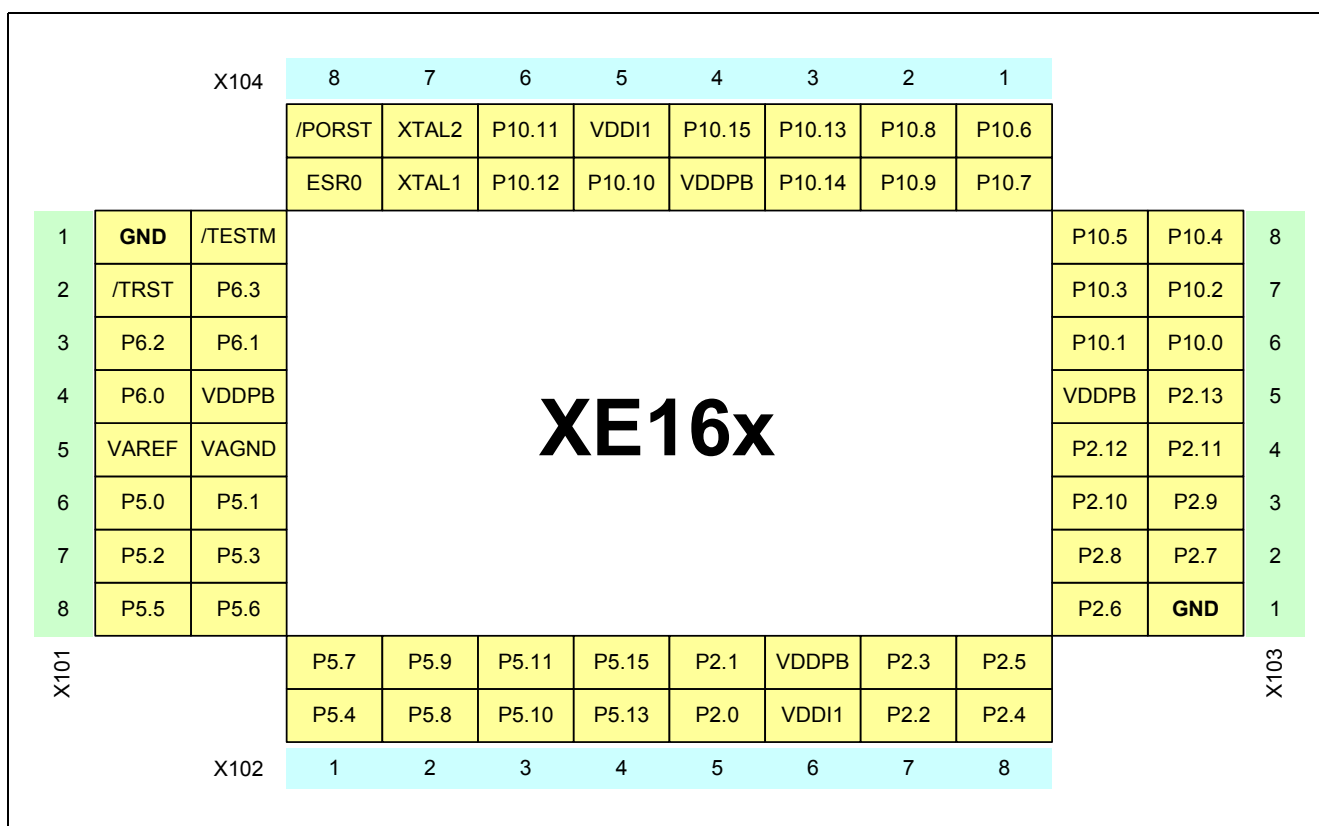 X104 8 7 6 5 4 3 2 1
/PORST XTAL2 P10.11 VDDI1 P10.15 P10.13 P10.8 P10.6
ESR0 XTAL1 P10.12 P10.10 VDDPB P10.14 P10.9 P10.7
1 GND /TESTM P10.5 P10.4 8
2 /TRST P6.3 P10.3 P10.2 7
3 P6.2 P6.1 P10.1 P10.0 6
4 P6.0 VDDPB VDDPB P2.13 5
XE16x
5 VAREF VAGND P2.12 P2.11 4
6 P5.0 P5.1 P2.10 P2.9 3
7 P5.2 P5.3 P2.8 P2.7 2
8 P5.5 P5.6 P2.6 GND 1
X101 P5.7 P5.9 P5.11 P5.15 P2.1 VDDPB P2.3 P2.5 X103
P5.4 P5.8 P5.10 P5.13 P2.0 VDDI1 P2.2 P2.4
X102 1 2 3 4 5 6 7 8